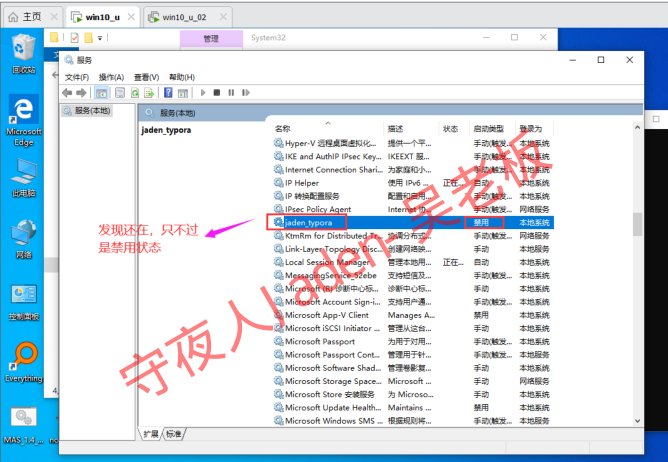 主页
win10_u
win10_u_02
管理
System32
回收站
服务
文件(F) 操作(A) 查看(V) 帮助(H)
服务(本地)
服务(本地)
jaden_typora
名称 描述 状态 启动类型 登录为
Hyper-V 远程桌面虚拟化... 提供一个平... 手动(触发... 本地系统
IKE and AuthIP IPsec Key... IKEEXT 服... 手动(触发... 本地系统
Internet Connection Shari... 为家庭和小... 手动(触发... 本地系统
IP Helper 使用 IPv6 ... 正在... 自动 本地系统
IP 转换配置服务 配置和启用... 手动(触发... 本地系统
IPsec Policy Agent Internet 协... 手动(触发... 网络服务
jaden_typora 禁用 本地系统
KtmRm for Distributed Tr... 协调分布式... 手动(触发... 网络服务
Link-Layer Topology Disc... 创建网络映... 手动 本地服务
Local Session Manager 管理本地用... 正在... 自动 本地系统
MessagingService_52ebe 支持短信及... 手动(触发... 本地系统
Microsoft (R) 诊断中心标... 诊断中心标... 手动 本地系统
Microsoft Account Sign-i... 支持用户通... 手动(触发... 本地系统
Microsoft App-V Client Manages A... 禁用 本地系统
Microsoft iSCSI Initiator ... 管理从这台... 手动 本地系统
Microsoft Passport 为用于对用... 手动(触发... 本地系统
Microsoft Passport Cont... 管理用于针... 手动(触发... 本地服务
Microsoft Software Shad... 管理卷影复... 手动 本地系统
Microsoft Storage Space... Microsoft ... 手动 网络服务
Microsoft Store 安装服务 为 Microso... 手动 本地系统
Microsoft Update Health... Maintains ... 禁用 本地系统
Microsoft Windows SMS ... 根据规则将... 手动(触发... 本地服务
扩展 标准
Microsoft
Edge
此电脑
网络
控制面板
Everything
MAS_1.4_...
发现还在，只不过
是禁用状态
守夜人Jaden-吴老板